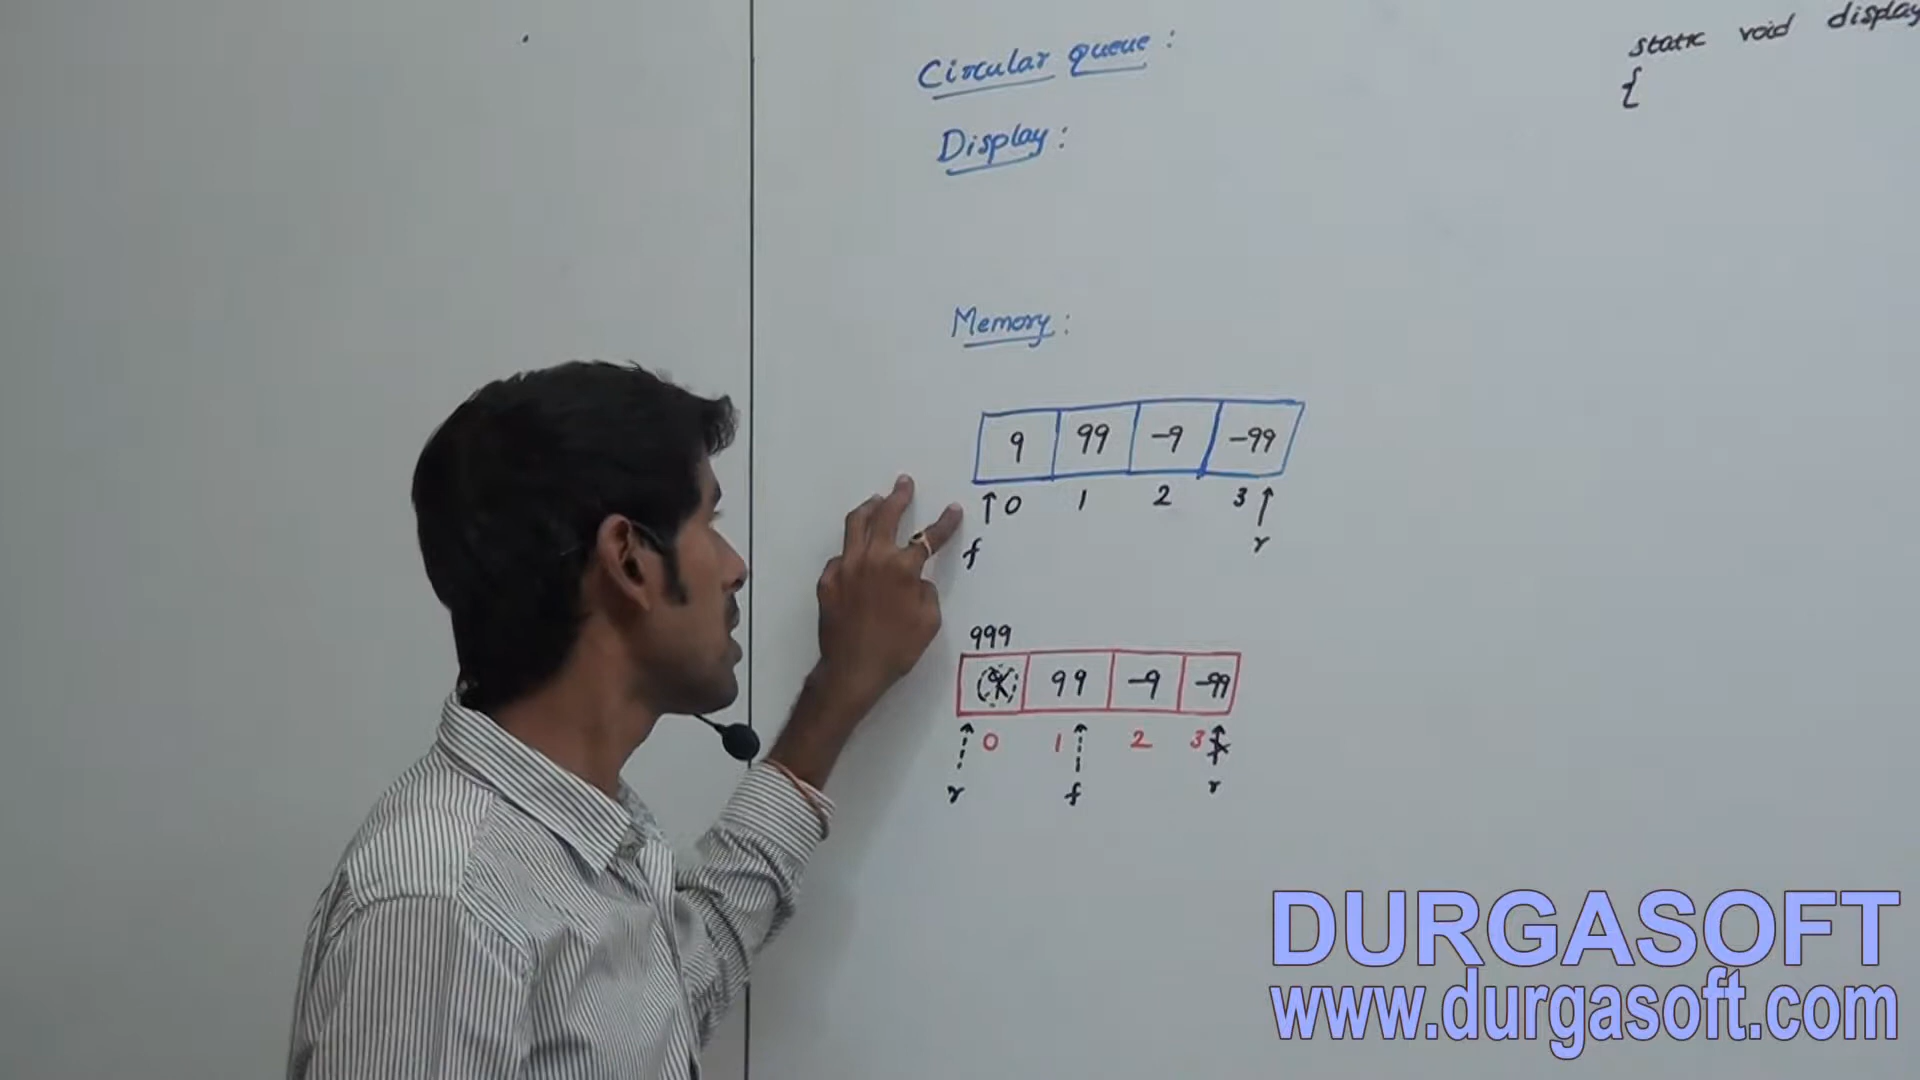 Circular queue :
Display :
static void display
{
Memory :
9 99 -9 -99
0 1 2 3
f r
999
9 99 -9 -99
0 1 2 3
r f r
DURGASOFT
www.durgasoft.com